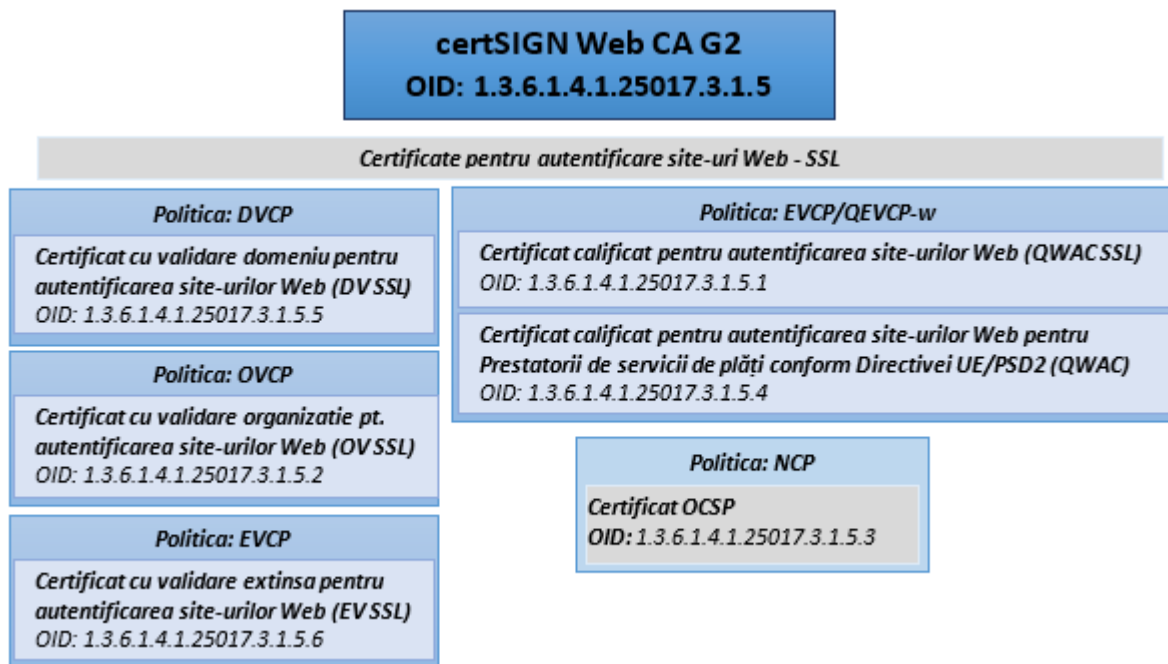 certSIGN Web CA G2
OID: 1.3.6.1.4.1.25017.3.1.5
Certificate pentru autentificare site-uri Web - SSL
Politica: DVCP
Certificat cu validare domeniu pentru
autentificarea site-urilor Web (DV SSL)
OID: 1.3.6.1.4.1.25017.3.1.5.5
Politica: OVCP
Certificat cu validare organizatie pt.
autentificarea site-urilor Web (OV SSL)
OID: 1.3.6.1.4.1.25017.3.1.5.2
Politica: EVCP
Certificat cu validare extinsa pentru
autentificarea site-urilor Web (EV SSL)
OID: 1.3.6.1.4.1.25017.3.1.5.6
Politica: EVCP/QEVCP-w
Certificat calificat pentru autentificarea site-urilor Web (QWAC SSL)
OID: 1.3.6.1.4.1.25017.3.1.5.1
Certificat calificat pentru autentificarea site-urilor Web pentru
Prestatorii de servicii de plăți conform Directivei UE/PSD2 (QWAC)
OID: 1.3.6.1.4.1.25017.3.1.5.4
Politica: NCP
Certificat OCSP
OID: 1.3.6.1.4.1.25017.3.1.5.3